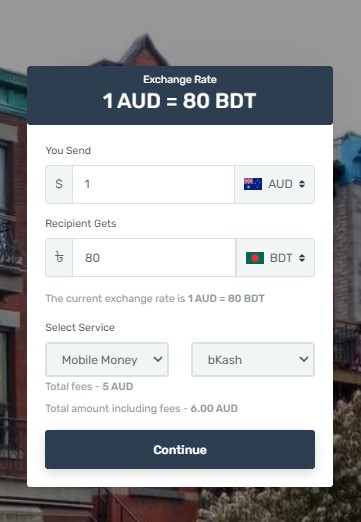 Exchange Rate
1 AUD = 80 BDT
You Send
$ 1 AUD
Recipient Gets
৳ 80 BDT
The current exchange rate is 1 AUD = 80 BDT
Select Service
Mobile Money bKash
Total fees - 5 AUD
Total amount including fees - 6.00 AUD
Continue